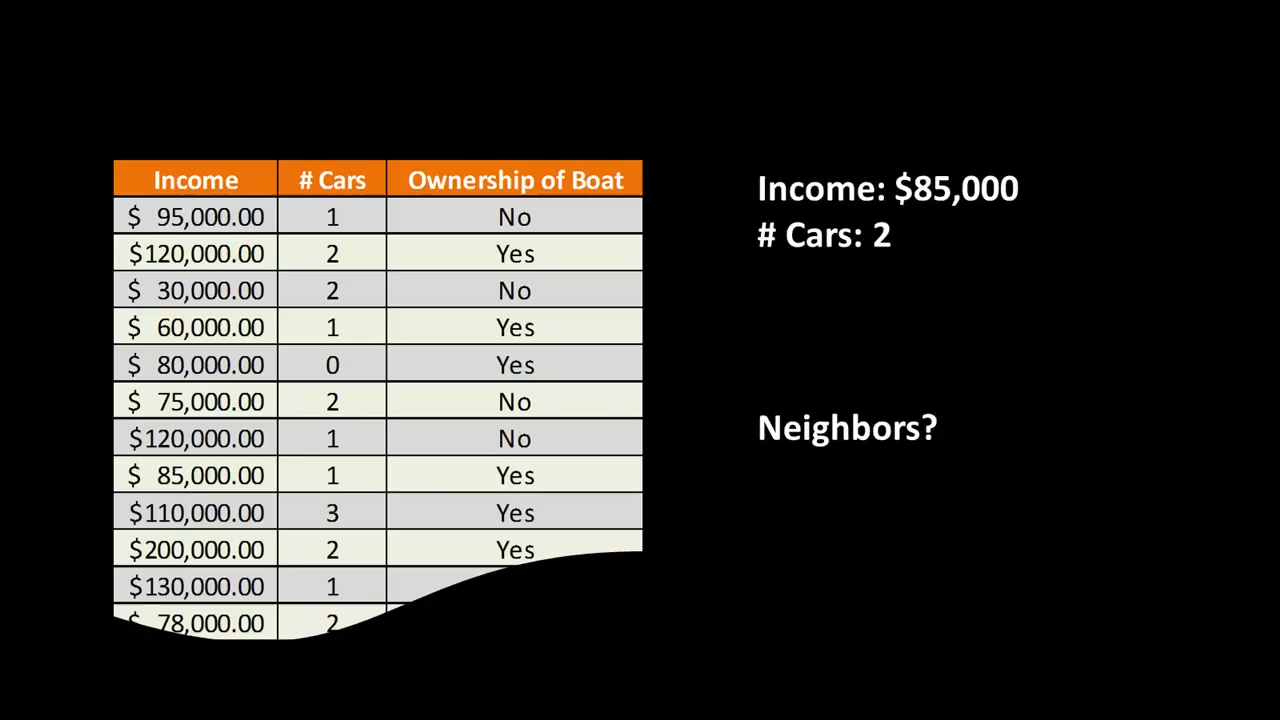 Income # Cars Ownership of Boat
$ 95,000.00 1 No
$120,000.00 2 Yes
$ 30,000.00 2 No
$ 60,000.00 1 Yes
$ 80,000.00 0 Yes
$ 75,000.00 2 No
$120,000.00 1 No
$ 85,000.00 1 Yes
$110,000.00 3 Yes
$200,000.00 2 Yes
$130,000.00 1
$ 78,000.00 2
Income: $85,000
# Cars: 2
Neighbors?